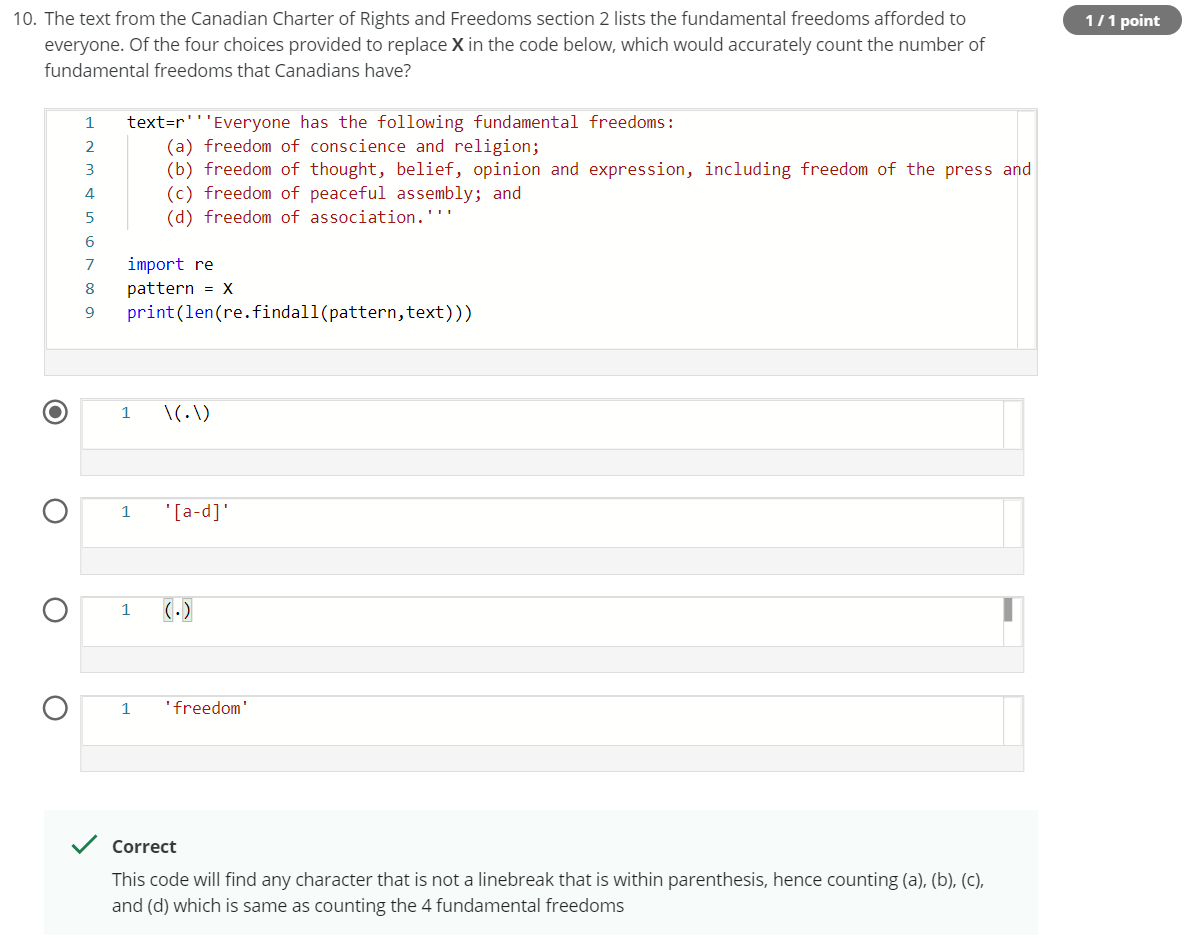 10. The text from the Canadian Charter of Rights and Freedoms section 2 lists the fundamental freedoms afforded to
1 / 1 point
everyone. Of the four choices provided to replace X in the code below, which would accurately count the number of
fundamental freedoms that Canadians have?
1 text=r'''Everyone has the following fundamental freedoms:
2 (a) freedom of conscience and religion;
3 (b) freedom of thought, belief, opinion and expression, including freedom of the press and
4 (c) freedom of peaceful assembly; and
5 (d) freedom of association.'''
6
7 import re
8 pattern = X
9 print(len(re.findall(pattern,text)))
1 \(.\)
1 '[a-d]'
1 (.)
1 'freedom'
Correct
This code will find any character that is not a linebreak that is within parenthesis, hence counting (a), (b), (c),
and (d) which is same as counting the 4 fundamental freedoms